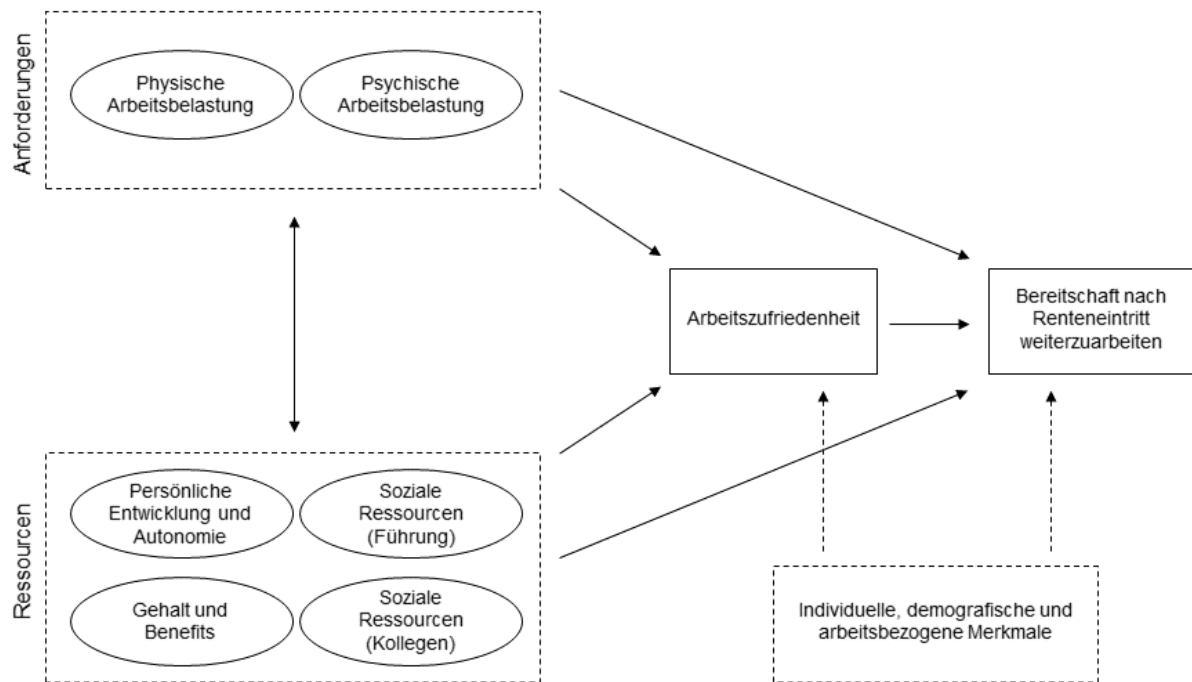 Anforderungen
Physische
Arbeitsbelastung
Psychische
Arbeitsbelastung
Arbeitszufriedenheit
Bereitschaft nach
Renteneintritt
weiterzuarbeiten
Ressourcen
Persönliche
Entwicklung und
Autonomie
Soziale
Ressourcen
(Führung)
Gehalt und
Benefits
Soziale
Ressourcen
(Kollegen)
Individuelle, demografische und
arbeitsbezogene Merkmale